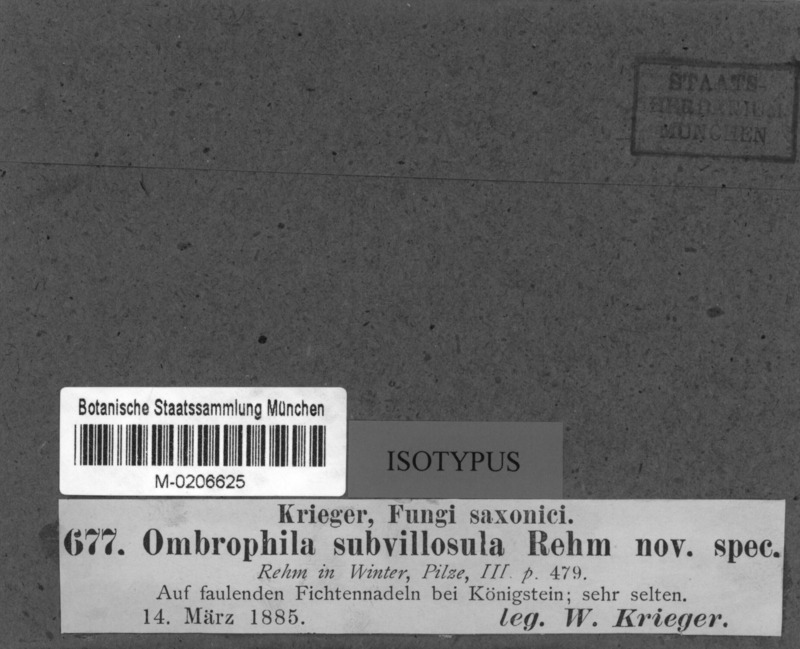 STAATS-
HERBARIUM
MÜNCHEN
Botanische Staatssammlung München
M-0206625
ISOTYPUS
Krieger, Fungi saxonici.
677. Ombrophila subvillosula Rehm nov. spec.
Rehm in Winter, Pilze, III. p. 479.
Auf faulenden Fichtennadeln bei Königstein; sehr selten.
14. März 1885. leg. W. Krieger.